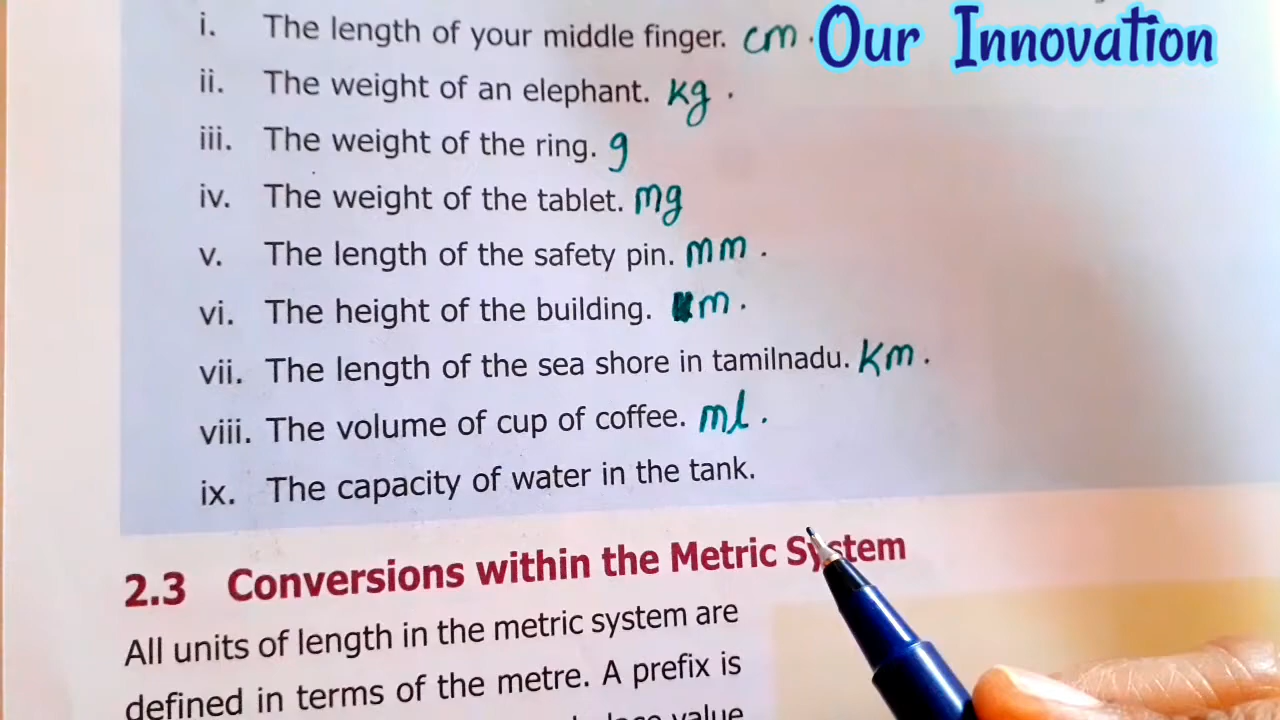 i. The length of your middle finger. cm. Our Innovation
ii. The weight of an elephant. kg.
iii. The weight of the ring. g
iv. The weight of the tablet. mg
v. The length of the safety pin. mm.
vi. The height of the building. m.
vii. The length of the sea shore in tamilnadu. Km.
viii. The volume of cup of coffee. ml.
ix. The capacity of water in the tank.
2.3 Conversions within the Metric System
All units of length in the metric system are
defined in terms of the metre. A prefix is
value